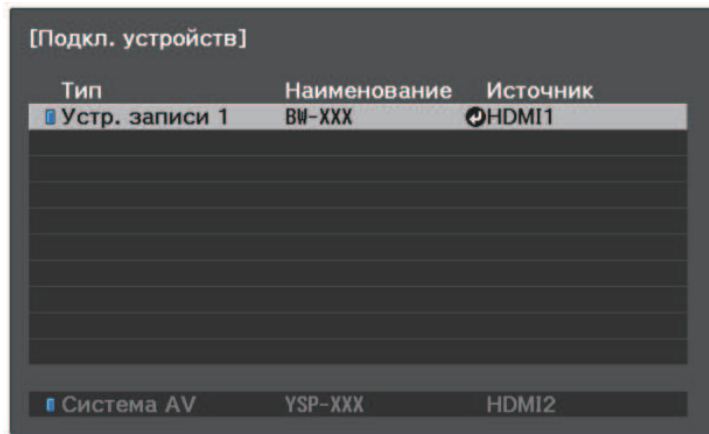 [Подкл. устройств]
Тип Наименование Источник
Устр. записи 1 BW-XXX HDMI1
Система AV YSP-XXX HDMI2